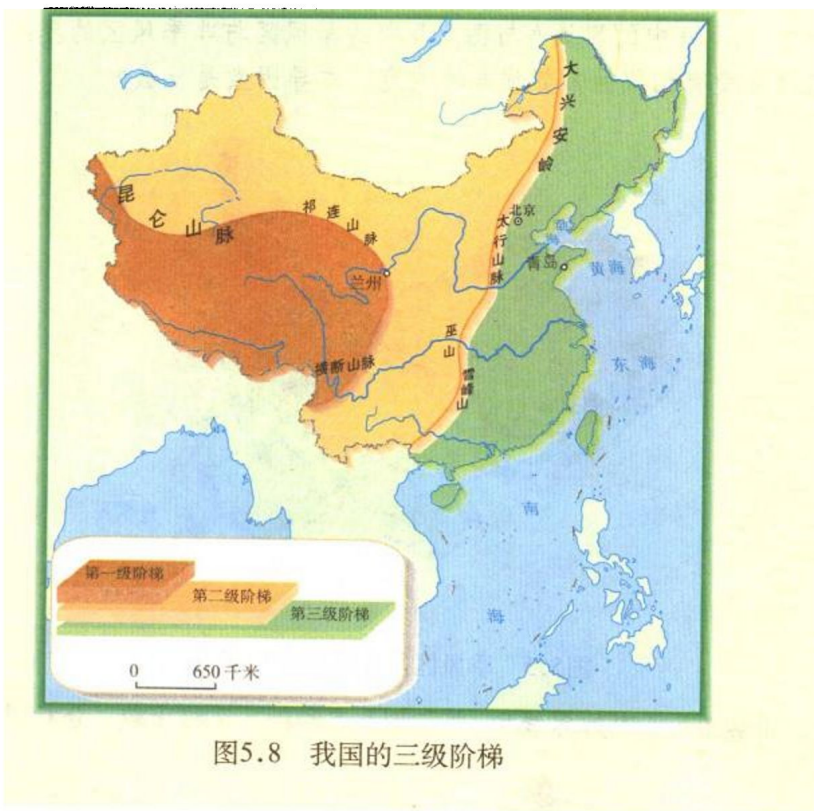 大兴安岭
昆仑山脉
祁连山脉
太行山脉
北京
渤海
青岛
黄海
兰州
巫山
横断山脉
雪峰山
东海
南海
第一级阶梯
第二级阶梯
第三级阶梯
0 650千米
图5.8 我国的三级阶梯